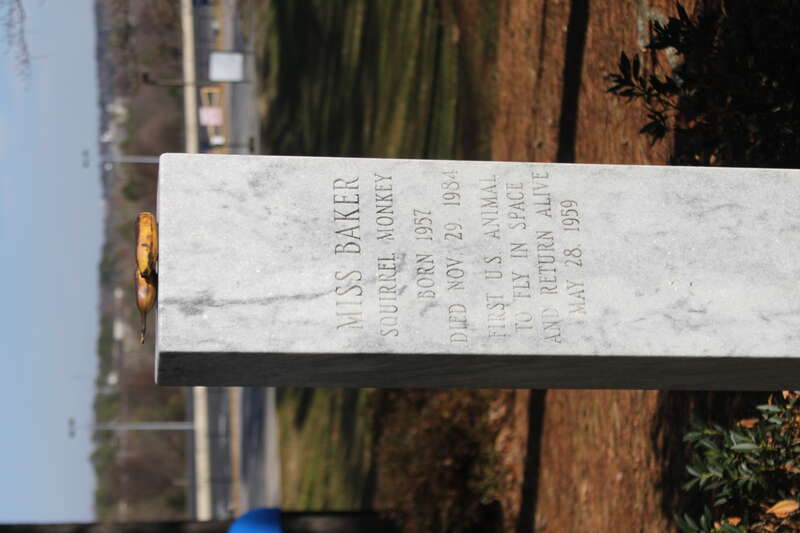 MISS BAKER
SQUIRREL MONKEY
BORN 1957
DIED NOV. 29. 1984
FIRST U.S. ANIMAL
TO FLY IN SPACE
AND RETURN ALIVE
MAY 28. 1959